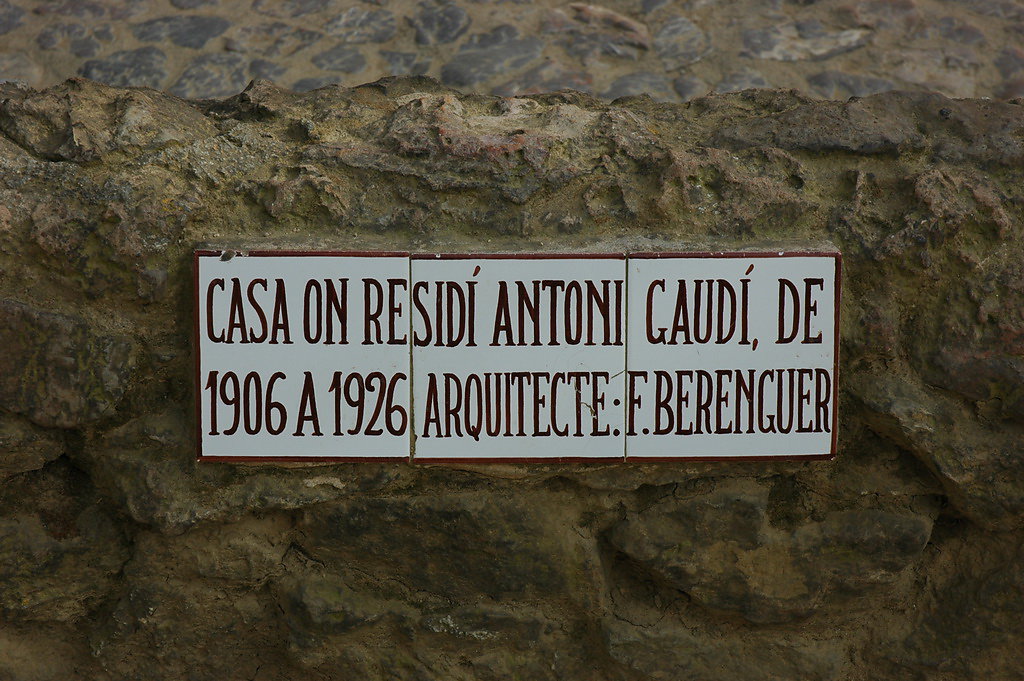 CASA ON RESIDÍ ANTONI GAUDÍ, DE
1906 A 1926 ARQUITECTE: F. BERENGUER